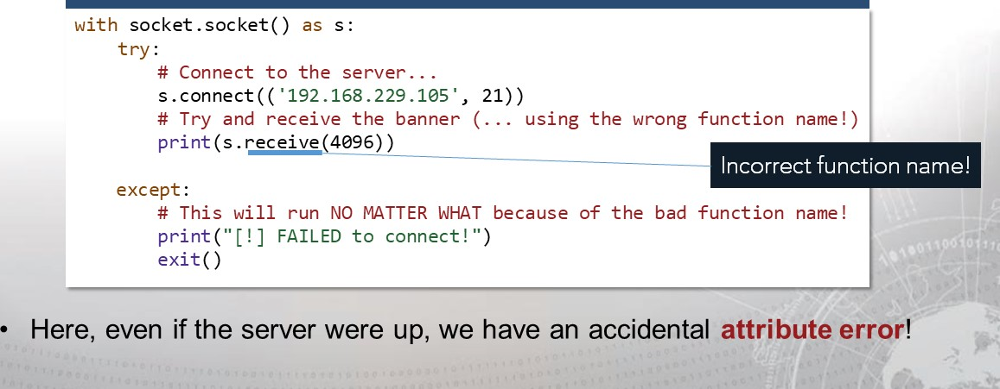 with socket.socket() as s:
try:
# Connect to the server...
s.connect(('192.168.229.105', 21))
# Try and receive the banner (... using the wrong function name!)
print(s.receive(4096))
Incorrect function name!
except:
# This will run NO MATTER WHAT because of the bad function name!
print("[!] FAILED to connect!")
exit()
• Here, even if the server were up, we have an accidental attribute error!